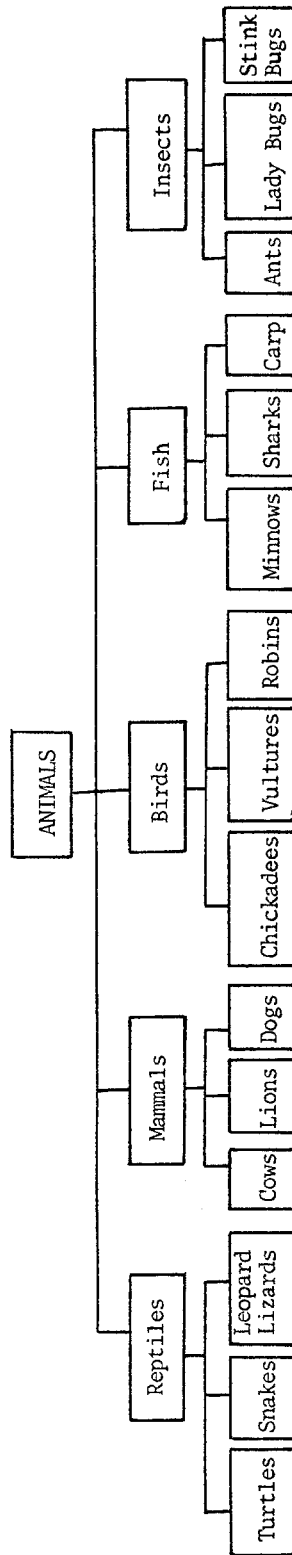 ANIMALS
Reptiles
Mammals
Birds
Fish
Insects
Turtles
Snakes
Leopard
Lizards
Cows
Lions
Dogs
Chickadees
Vultures
Robins
Minnows
Sharks
Carp
Ants
Lady Bugs
Stink
Bugs